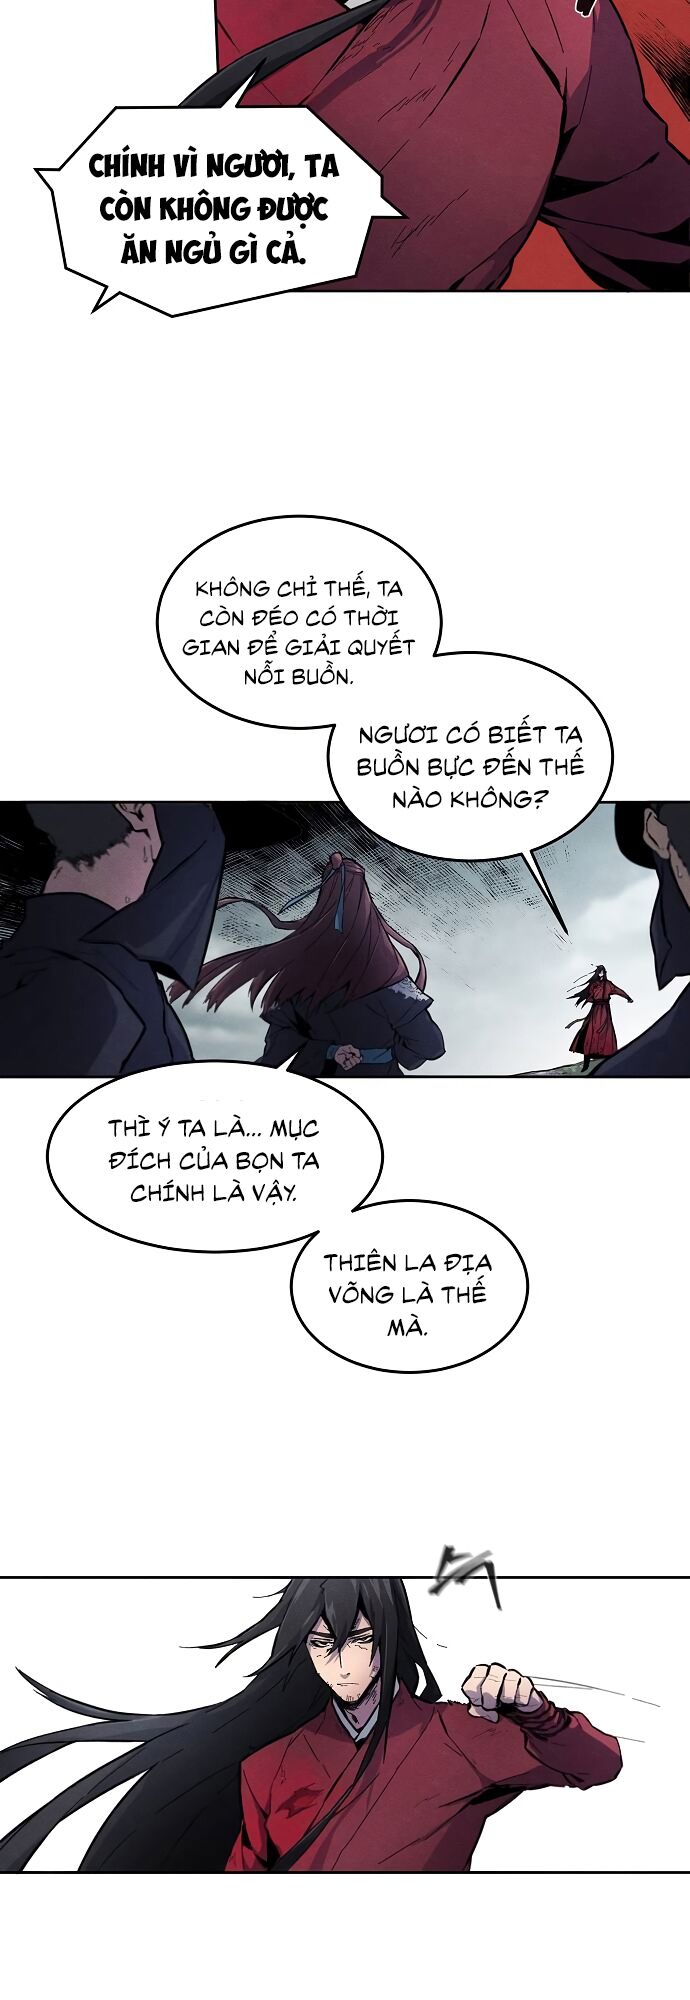 CHÍNH VÌ NGƯƠI, TA
CÒN KHÔNG ĐƯỢC
ĂN NGỦ GÌ CẢ.
KHÔNG CHỈ THẾ, TA
CÒN ĐÉO CÓ THỜI
GIAN ĐỂ GIẢI QUYẾT
NỖI BUỒN.
NGƯƠI CÓ BIẾT TA
BUỒN BỰC ĐẾN THẾ
NÀO KHÔNG?
THÌ Ý TA LÀ... MỤC
ĐÍCH CỦA BỌN TA
CHÍNH LÀ VẬY.
THIÊN LA ĐỊA
VÕNG LÀ THẾ
MÀ.